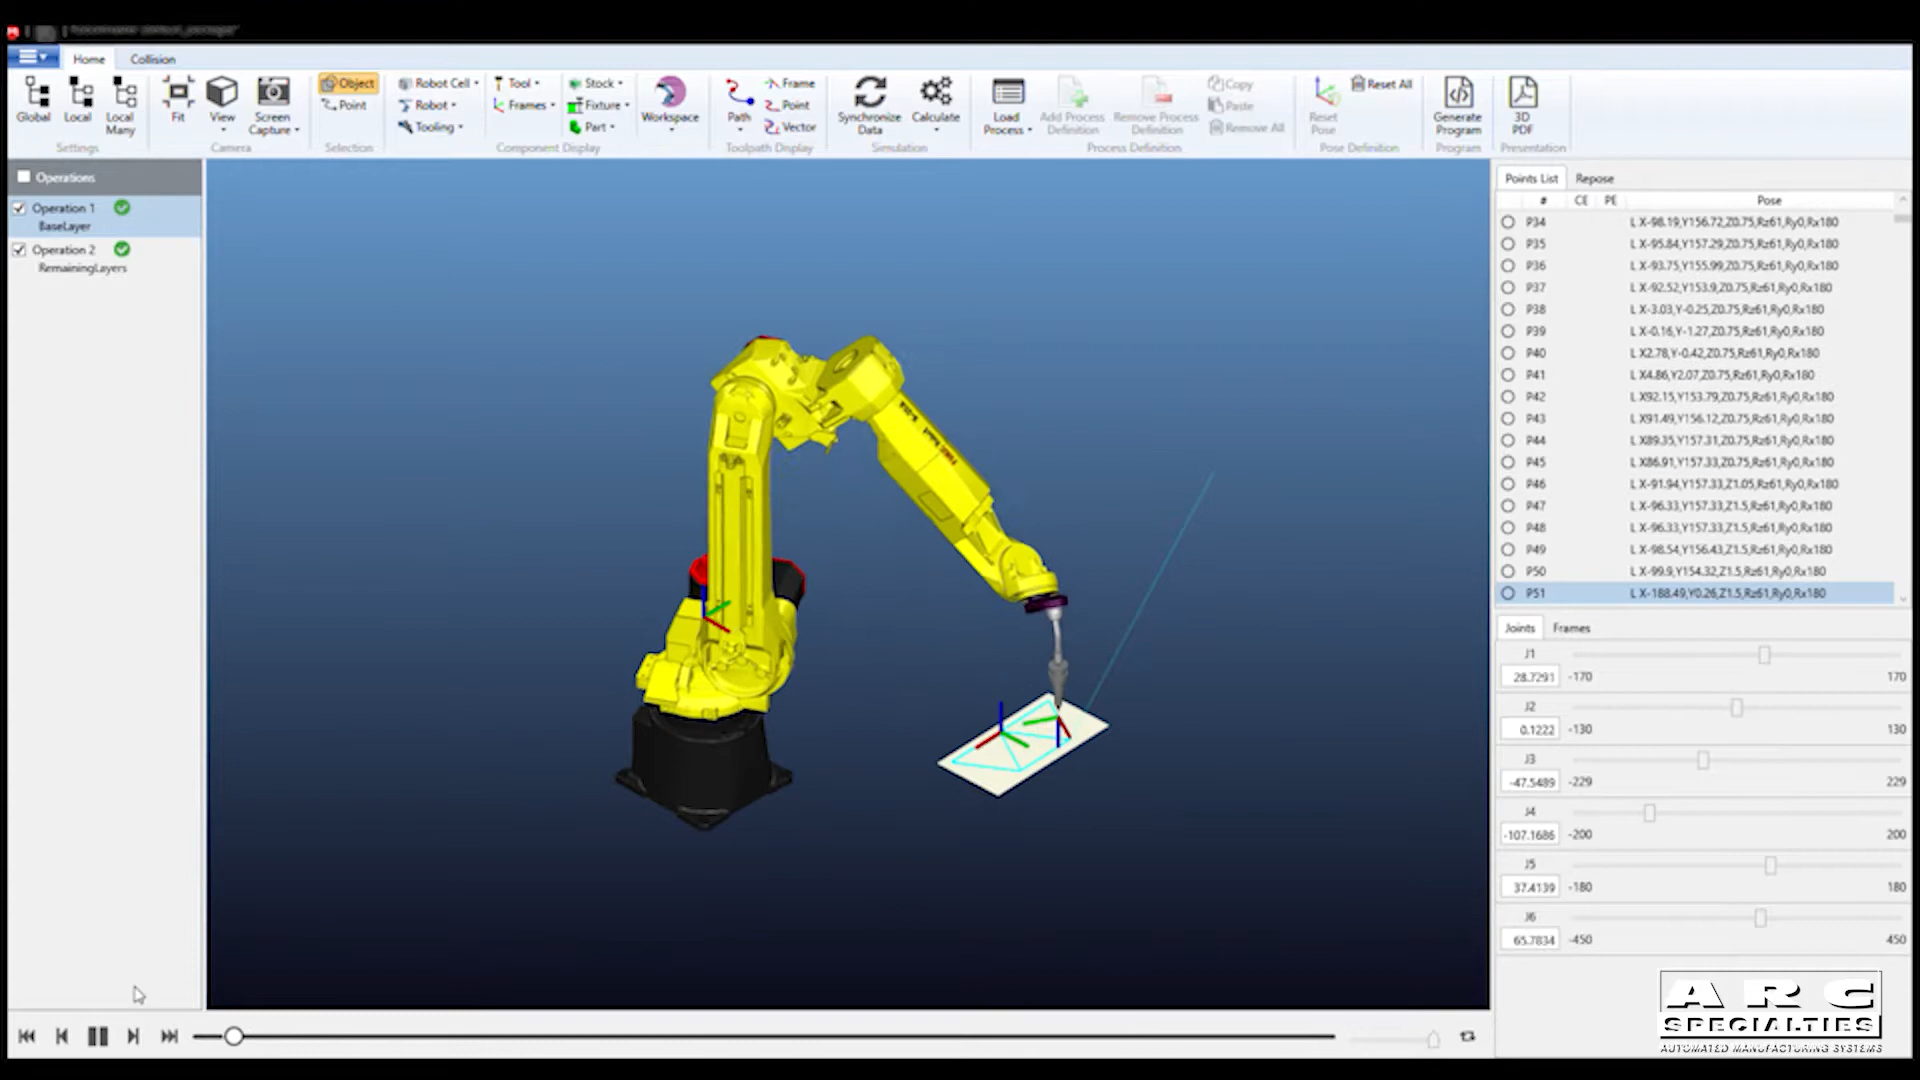 Home Collision
Global Local Local Many
Settings
Fit View Screen Capture
Camera
Object
Point
Selection
Robot Cell Tool Stock
Robot Frames Fixture
Tooling Part
Workspace
Component Display
Path Frame
Point
Vector
Toolpath Display
Synchronize Data Calculate
Simulation
Load Process Add Process Definition Remove Process Definition
Copy
Paste
Remove All
Process Definition
Reset Pose Reset All
Pose Definition
Generate Program
Program
3D PDF
Presentation
Operations
Operation 1
BaseLayer
Operation 2
RemainingLayers
Points List Repose
# CE PE Pose
P34 L X-98.19,Y156.72,Z0.75,Rz61,Ry0,Rx180
P35 L X-95.84,Y157.29,Z0.75,Rz61,Ry0,Rx180
P36 L X-93.75,Y155.99,Z0.75,Rz61,Ry0,Rx180
P37 L X-92.52,Y153.9,Z0.75,Rz61,Ry0,Rx180
P38 L X-3.03,Y-0.25,Z0.75,Rz61,Ry0,Rx180
P39 L X-0.16,Y-1.27,Z0.75,Rz61,Ry0,Rx180
P40 L X2.78,Y-0.42,Z0.75,Rz61,Ry0,Rx180
P41 L X4.86,Y2.07,Z0.75,Rz61,Ry0,Rx180
P42 L X92.15,Y153.79,Z0.75,Rz61,Ry0,Rx180
P43 L X91.49,Y156.12,Z0.75,Rz61,Ry0,Rx180
P44 L X89.35,Y157.31,Z0.75,Rz61,Ry0,Rx180
P45 L X86.91,Y157.33,Z0.75,Rz61,Ry0,Rx180
P46 L X-91.94,Y157.33,Z1.05,Rz61,Ry0,Rx180
P47 L X-96.33,Y157.33,Z1.5,Rz61,Ry0,Rx180
P48 L X-96.33,Y157.33,Z1.5,Rz61,Ry0,Rx180
P49 L X-98.54,Y156.43,Z1.5,Rz61,Ry0,Rx180
P50 L X-99.9,Y154.32,Z1.5,Rz61,Ry0,Rx180
P51 L X-188.49,Y0.26,Z1.5,Rz61,Ry0,Rx180
Joints Frames
J1
28.7291 -170 170
J2
0.1222 -130 130
J3
-47.5489 -229 229
J4
-107.1686 -200 200
J5
37.4139 -180 180
J6
65.7834 -450 450
ARC
SPECIALTIES
AUTOMATED MANUFACTURING SYSTEMS